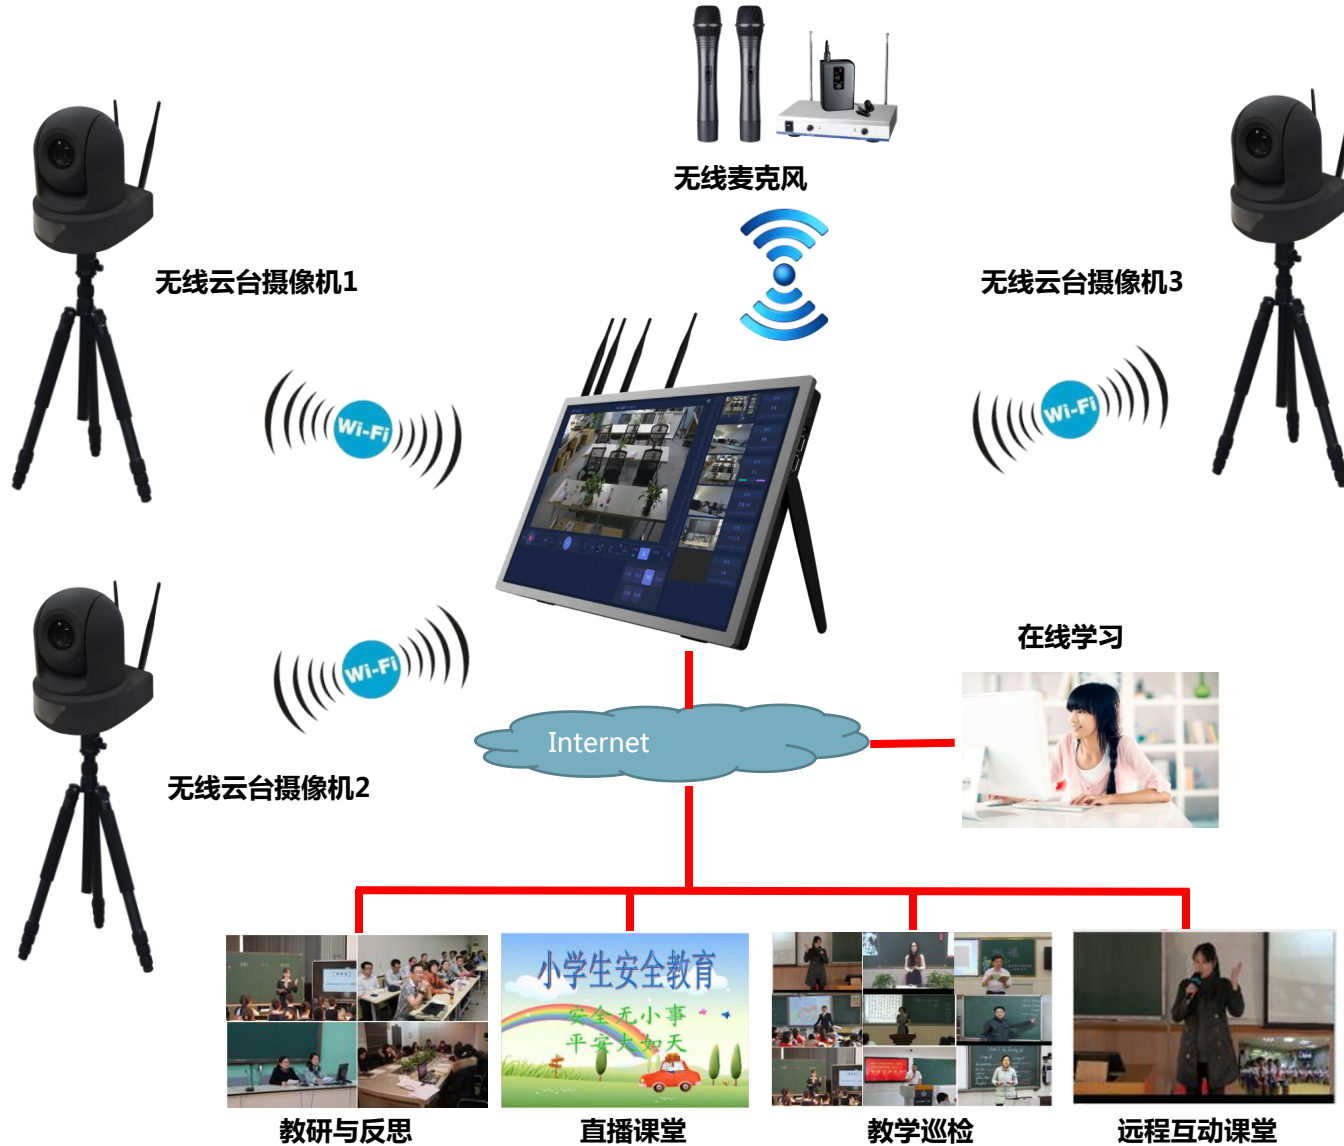 无线麦克风
无线云台摄像机1
无线云台摄像机3
Wi-Fi
Wi-Fi
在线学习
Wi-Fi
Internet
无线云台摄像机2
小学生安全教育
安全无小事
平安大如天
教研与反思
直播课堂
教学巡检
远程互动课堂